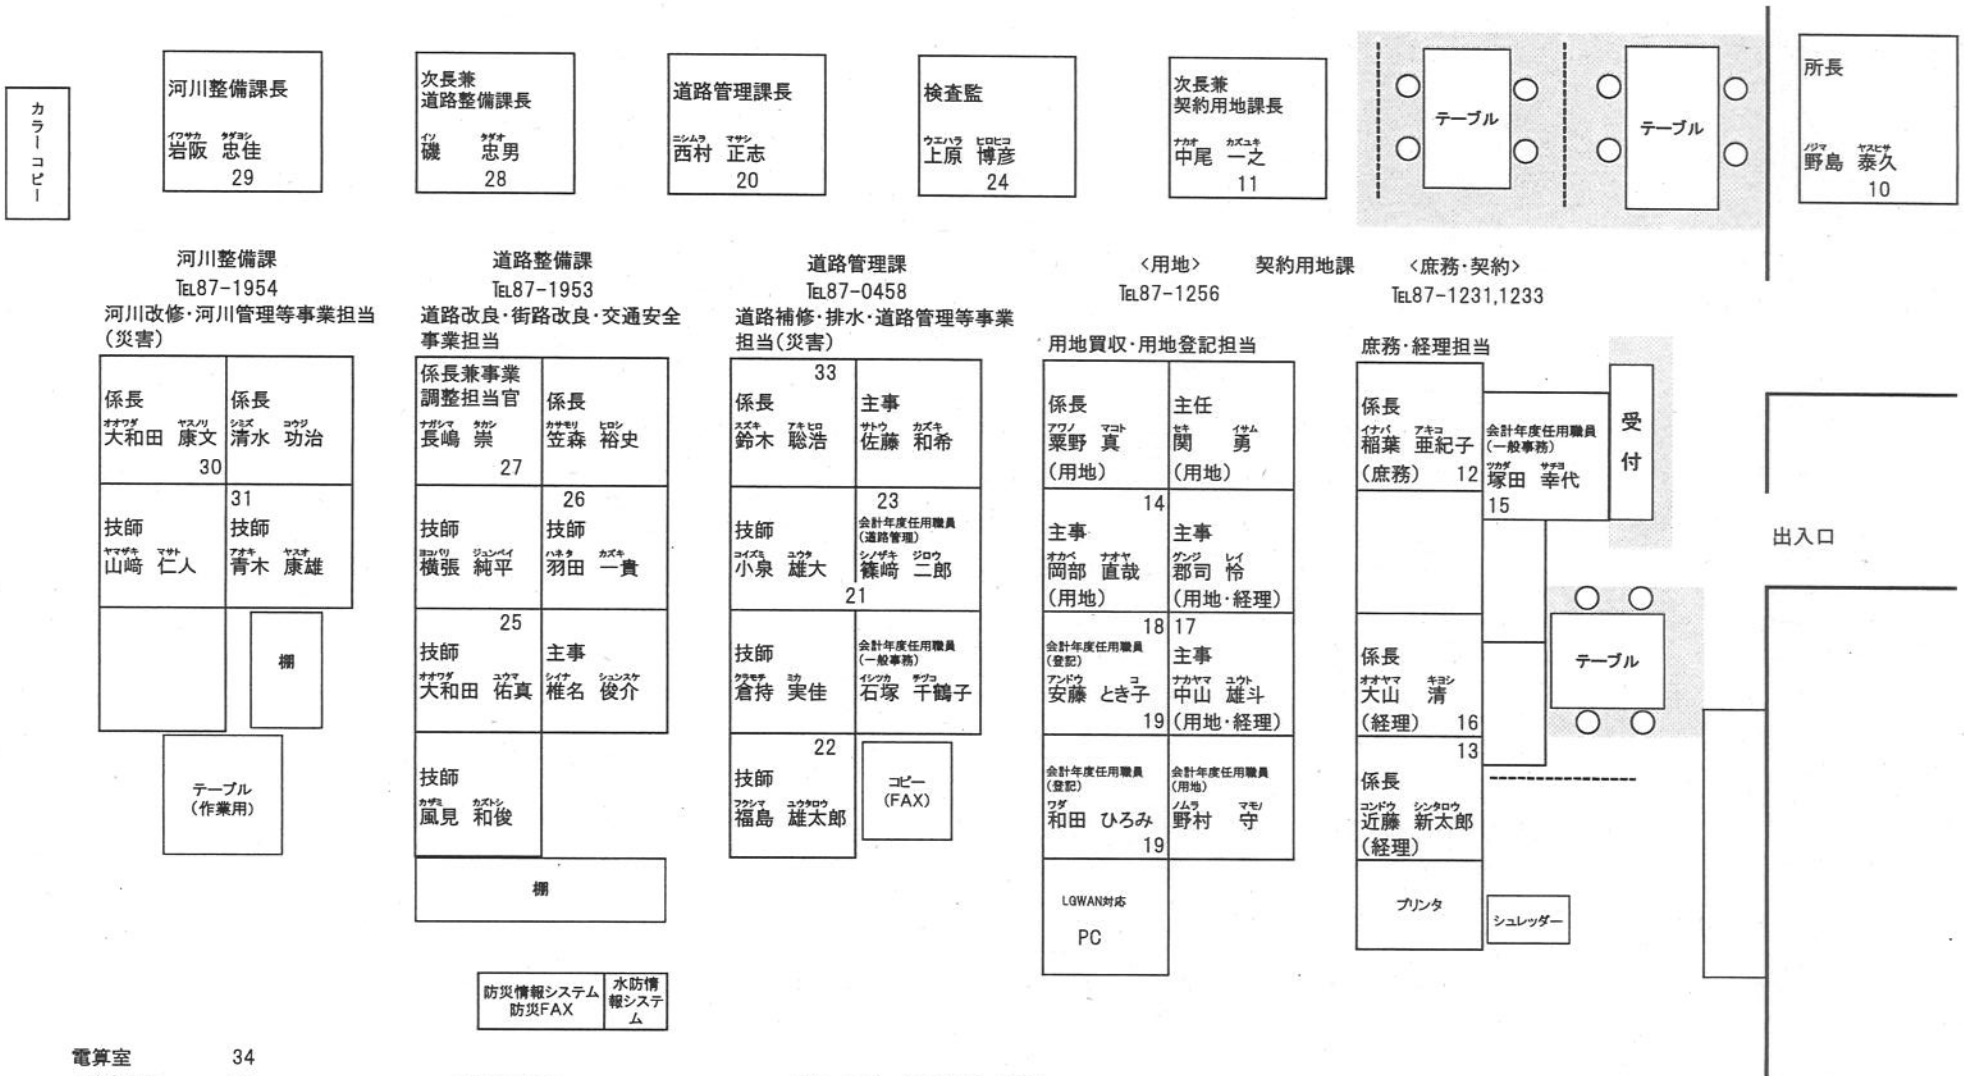 カラーコピー
河川整備課長
イワサカ タダヨシ
岩阪 忠佳
29
次長兼
道路整備課長
イソ タダオ
磯 忠男
28
道路管理課長
ニシムラ マサシ
西村 正志
20
検査監
ウエハラ ヒロヒコ
上原 博彦
24
次長兼
契約用地課長
ナカオ カズユキ
中尾 一之
11
テーブル
テーブル
所長
ノジマ ヤスヒサ
野島 泰久
10
河川整備課
℡87-1954
河川改修・河川管理等事業担当
(災害)
係長
オオワダ ヤスノリ
大和田 康文
30
係長
シミズ コウジ
清水 功治
技師
ヤマザキ マサト
山﨑 仁人
31
技師
アオキ ヤスオ
青木 康雄
棚
テーブル
(作業用)
道路整備課
℡87-1953
道路改良・街路改良・交通安全
事業担当
係長兼事業
調整担当官
ナガシマ タカシ
長嶋 崇
27
係長
カサモリ ヒロシ
笠森 裕史
技師
ヨコバリ ジュンペイ
横張 純平
26
技師
ハネタ カズキ
羽田 一貴
25
技師
オオワダ ユウマ
大和田 佑真
主事
シイナ シュンスケ
椎名 俊介
技師
カザミ カズトシ
風見 和俊
棚
防災情報システム
防災FAX
水防情
報システ
ム
道路管理課
℡87-0458
道路補修・排水・道路管理等事業
担当(災害)
33
係長
スズキ アキヒロ
鈴木 聡浩
主事
サトウ カズキ
佐藤 和希
技師
コイズミ ユウタ
小泉 雄大
23
会計年度任用職員
(道路管理)
シノザキ ジロウ
篠﨑 二郎
21
技師
クラモチ ミカ
倉持 実佳
会計年度任用職員
(一般事務)
イシツカ チヅコ
石塚 千鶴子
22
技師
フクシマ ユウタロウ
福島 雄太郎
コピー
(FAX)
<用地> 契約用地課 <庶務・契約>
℡87-1256
℡87-1231,1233
用地買収・用地登記担当
係長
アワノ マコト
粟野 真
(用地)
主任
セキ イサム
関 勇
(用地)
14
主事
オカベ ナオヤ
岡部 直哉
(用地)
主事
グンジ レイ
郡司 怜
(用地・経理)
18
会計年度任用職員
(登記)
アンドウ コ
安藤 とき子
19
17
主事
ナカヤマ ユウト
中山 雄斗
(用地・経理)
会計年度任用職員
(登記)
ワダ
和田 ひろみ
19
会計年度任用職員
(用地)
ノムラ マモル
野村 守
LGWAN対応
PC
庶務・経理担当
係長
イナバ アキコ
稲葉 亜紀子
(庶務) 12
会計年度任用職員
(一般事務)
ツカダ サチヨ
塚田 幸代
15
受付
出入口
係長
オオヤマ キヨシ
大山 清
(経理) 16
テーブル
13
係長
コンドウ シンタロウ
近藤 新太郎
(経理)
プリンタ
シュレッダー
電算室 34